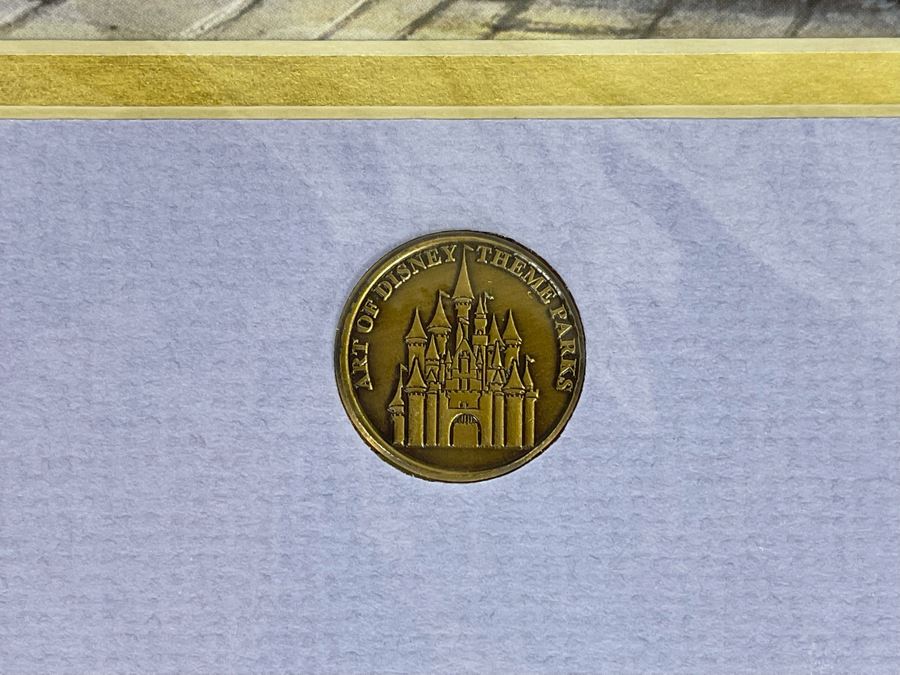 ART OF DISNEY THEME PARKS